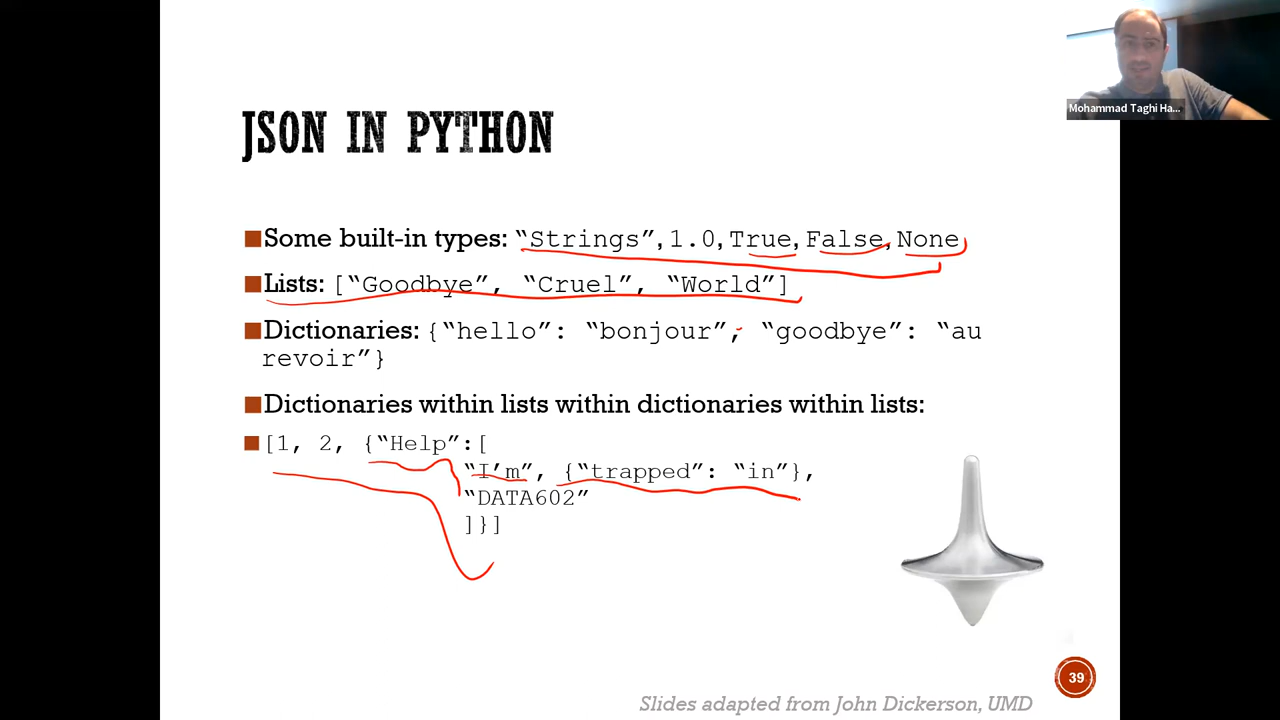 Mohammad Taghi Ha...
JSON IN PYTHON
Some built-in types: “Strings”, 1.0, True, False, None
Lists: [“Goodbye”, “Cruel”, “World”]
Dictionaries: {“hello”: “bonjour”, “goodbye”: “au
revoir”}
Dictionaries within lists within dictionaries within lists:
[1, 2, {“Help”:[
“I’m”, {“trapped”: “in”},
“DATA602”
]}]
39
Slides adapted from John Dickerson, UMD